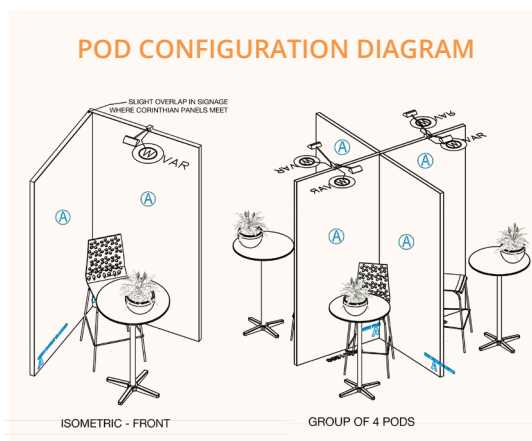 POD CONFIGURATION DIAGRAM
SLIGHT OVERLAP IN SIGNAGE
WHERE CORINTHIAN PANELS MEET
W VAR
A
A
A
VAR
W
W VAR
A
A
VAR W
W VAR
A
A
A
A
ISOMETRIC - FRONT
GROUP OF 4 PODS